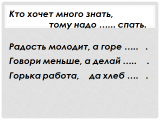 Кто хочет много знать,
тому надо ...... спать.
Радость молодит, а горе ..... .
Говори меньше, а делай ..... .
Горька работа, да хлеб .... .